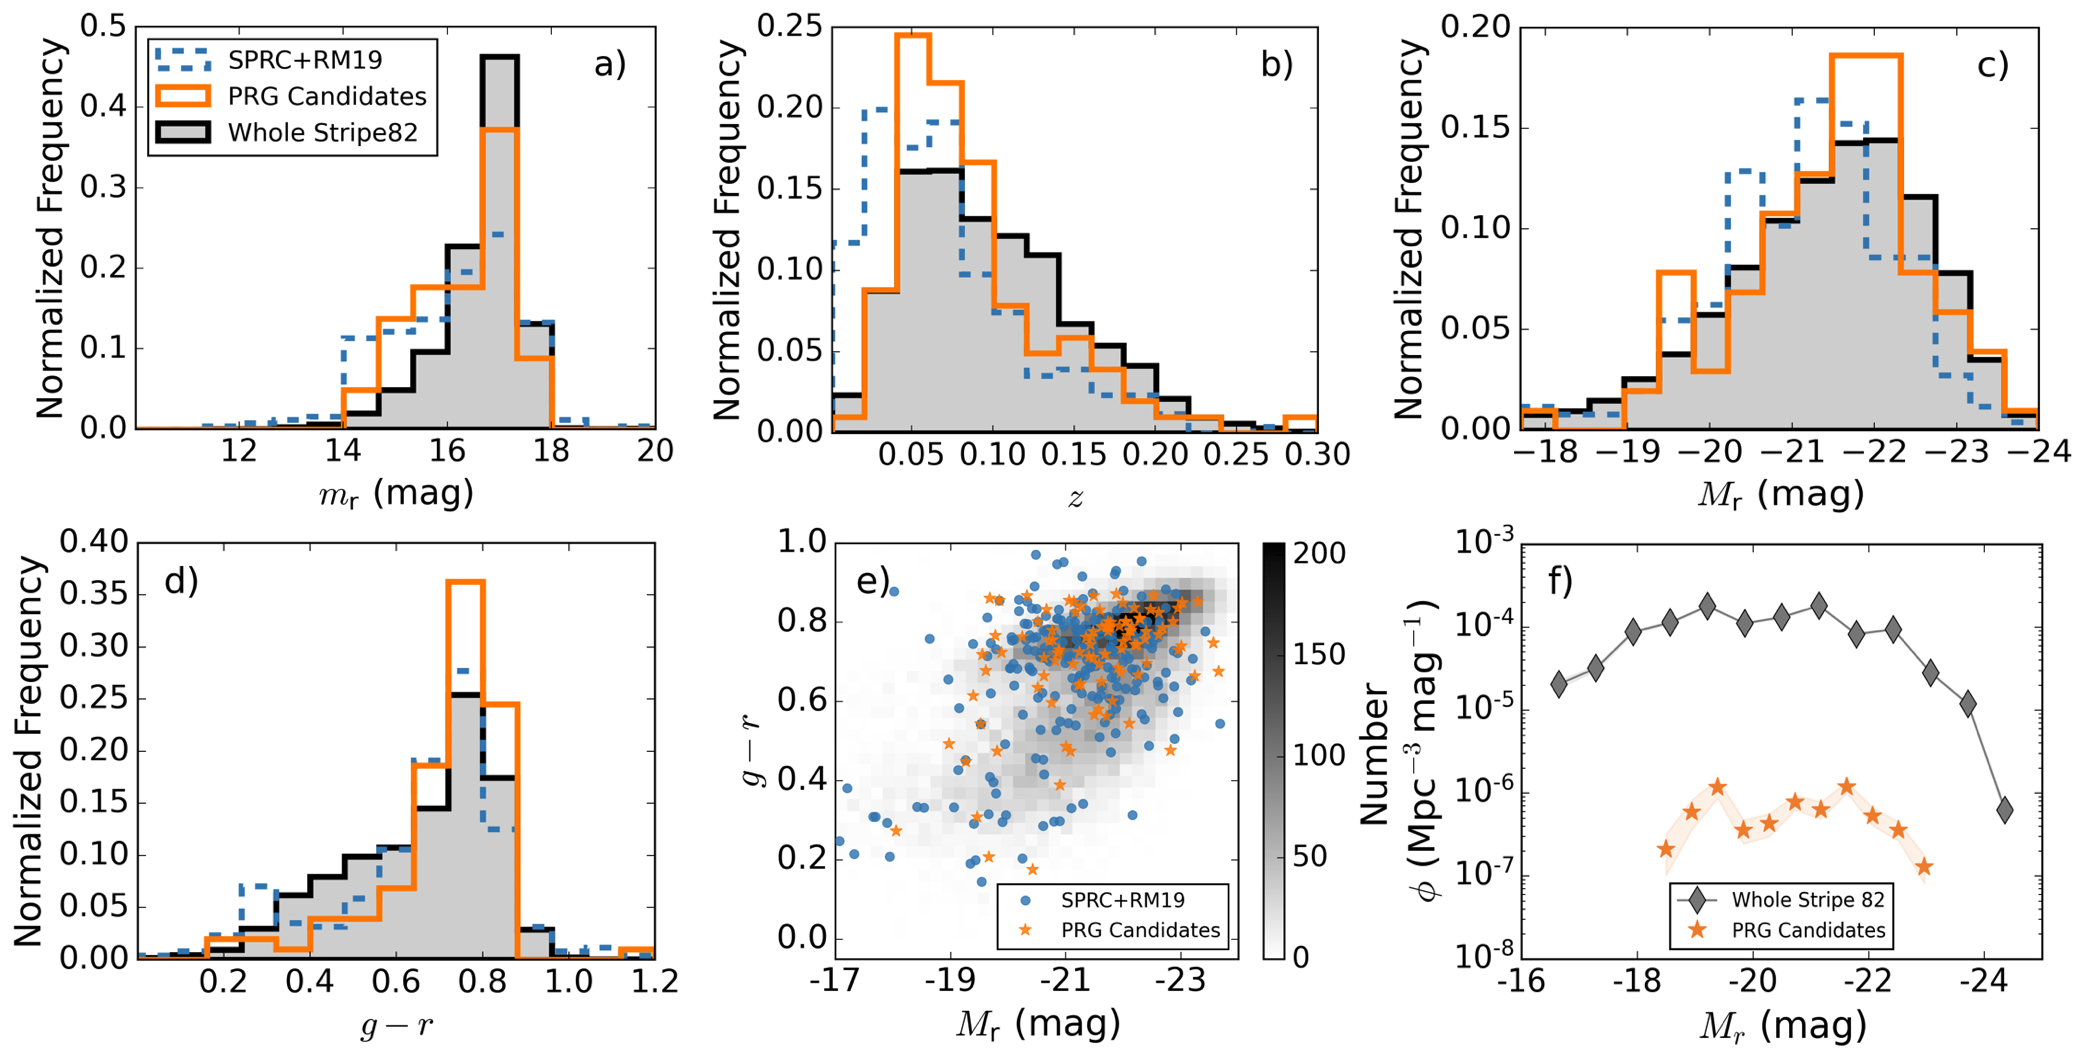 0.5
0.4
0.3
0.2
0.1
0.0
Normalized Frequency
SPRC+RM19
PRG Candidates
Whole Stripe82
a)
12 14 16 18 20
m_r (mag)
0.25
0.20
0.15
0.10
0.05
0.00
Normalized Frequency
b)
0.05 0.10 0.15 0.20 0.25 0.30
z
0.20
0.15
0.10
0.05
0.00
Normalized Frequency
c)
−18 −19 −20 −21 −22 −23 −24
M_r (mag)
0.40
0.35
0.30
0.25
0.20
0.15
0.10
0.05
0.00
Normalized Frequency
d)
0.2 0.4 0.6 0.8 1.0 1.2
g − r
1.0
0.8
0.6
0.4
0.2
0.0
g − r
e)
SPRC+RM19
PRG Candidates
-17 -19 -21 -23
M_r (mag)
200
150
100
50
0
Number
10^−3
10^−4
10^−5
10^−6
10^−7
10^−8
ϕ (Mpc^−3 mag^−1)
f)
Whole Stripe 82
PRG Candidates
-16 -18 -20 -22 -24
M_r (mag)